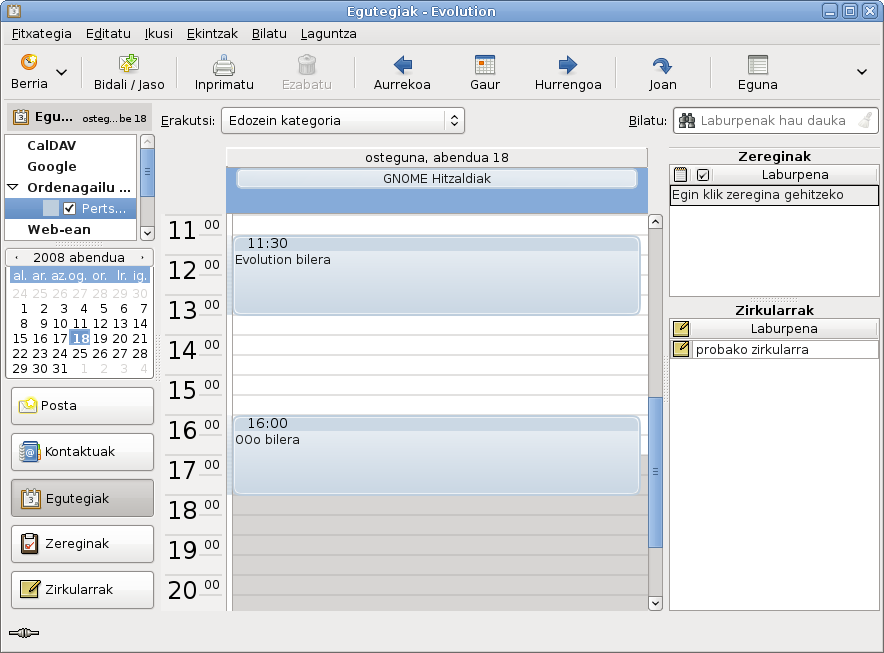 Egutegiak - Evolution
Fitxategia Editatu Ikusi Ekintzak Bilatu Laguntza
Berria Bidali / Jaso Inprimatu Ezabatu Aurrekoa Gaur Hurrengoa Joan Eguna
Egu... osteg...be 18
Erakutsi: Edozein kategoria
Bilatu: Laburpenak hau dauka
CalDAV
Google
Ordenagailu ...
Perts...
Web-ean
2008 abendua
al. ar. az. og. or. lr. ig.
24 25 26 27 28 29 30
1 2 3 4 5 6 7
8 9 10 11 12 13 14
15 16 17 18 19 20 21
22 23 24 25 26 27 28
29 30 31 1 2 3 4
Posta
Kontaktuak
Egutegiak
Zereginak
Zirkularrak
osteguna, abendua 18
GNOME Hitzaldiak
11 00
11:30
Evolution bilera
12 00
13 00
14 00
15 00
16 00
16:00
OOo bilera
17 00
18 00
19 00
20 00
Zereginak
Laburpena
Egin klik zeregina gehitzeko
Zirkularrak
Laburpena
probako zirkularra